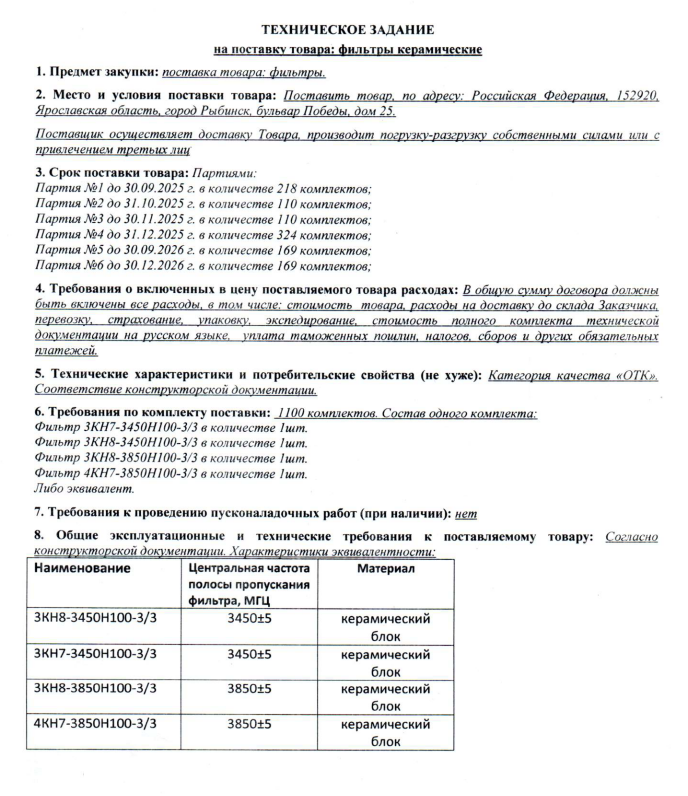 ТЕХНИЧЕСКОЕ ЗАДАНИЕ
на поставку товара: фильтры керамические
1. Предмет закупки: поставка товара: фильтры.
2. Место и условия поставки товара: Поставить товар, по адресу: Российская Федерация, 152920,
Ярославская область, город Рыбинск, бульвар Победы, дом 25.
Поставщик осуществляет доставку Товара, производит погрузку-разгрузку собственными силами или с
привлечением третьих лиц
3. Срок поставки товара: Партиями:
Партия №1 до 30.09.2025 г. в количестве 218 комплектов;
Партия №2 до 31.10.2025 г. в количестве 110 комплектов;
Партия №3 до 30.11.2025 г. в количестве 110 комплектов;
Партия №4 до 31.12.2025 г. в количестве 324 комплектов;
Партия №5 до 30.09.2026 г. в количестве 169 комплектов;
Партия №6 до 30.12.2026 г. в количестве 169 комплектов;
4. Требования о включенных в цену поставляемого товара расходах: В общую сумму договора должны
быть включены все расходы, в том числе: стоимость товара, расходы на доставку до склада Заказчика,
перевозку, страхование, упаковку, экспедирование, стоимость полного комплекта технической
документации на русском языке, уплата таможенных пошлин, налогов, сборов и других обязательных
платежей.
5. Технические характеристики и потребительские свойства (не хуже): Категория качества «ОТК».
Соответствие конструкторской документации.
6. Требования по комплекту поставки: 1100 комплектов. Состав одного комплекта:
Фильтр 3КН7-3450Н100-3/3 в количестве 1шт.
Фильтр 3КН8-3450Н100-3/3 в количестве 1шт.
Фильтр 3КН8-3850Н100-3/3 в количестве 1шт.
Фильтр 4КН7-3850Н100-3/3 в количестве 1шт.
Либо эквивалент.
7. Требования к проведению пусконаладочных работ (при наличии): нет
8. Общие эксплуатационные и технические требования к поставляемому товару: Согласно
конструкторской документации. Характеристики эквивалентности:
Наименование Центральная частота Материал
полосы пропускания
фильтра, МГЦ
3КН8-3450Н100-3/3 3450±5 керамический
блок
3КН7-3450Н100-3/3 3450±5 керамический
блок
3КН8-3850Н100-3/3 3850±5 керамический
блок
4КН7-3850Н100-3/3 3850±5 керамический
блок